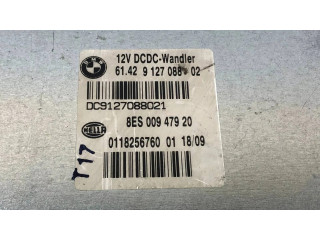 BMW
12V DCDC-Wandler
61.42 9 127 088 - 02
DC9127088021
HELLA
8ES 009 479 20
0118256760 01 18/09
T17